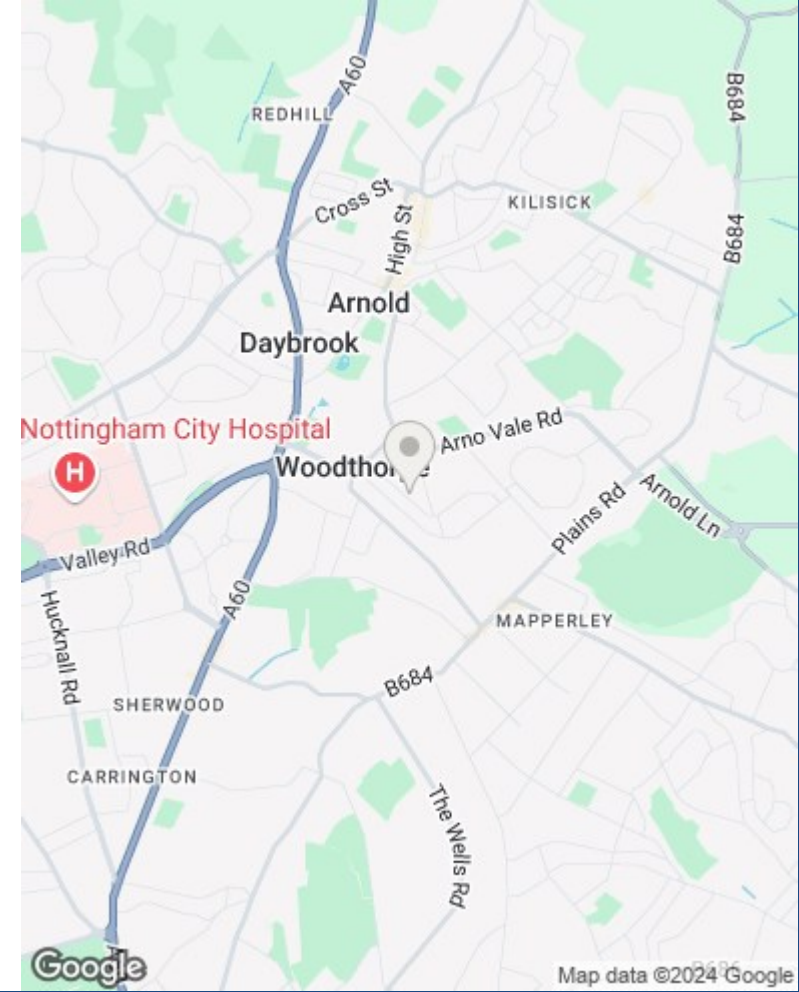 A60
B684
REDHILL
Cross St
KILISICK
High St
B684
Arnold
Daybrook
Nottingham City Hospital
H
Arno Vale Rd
Plains Rd
Arnold Ln
Valley Rd
A60
Hucknall Rd
MAPPERLEY
B684
SHERWOOD
CARRINGTON
The Wells Rd
Google
Map data ©2024 Google